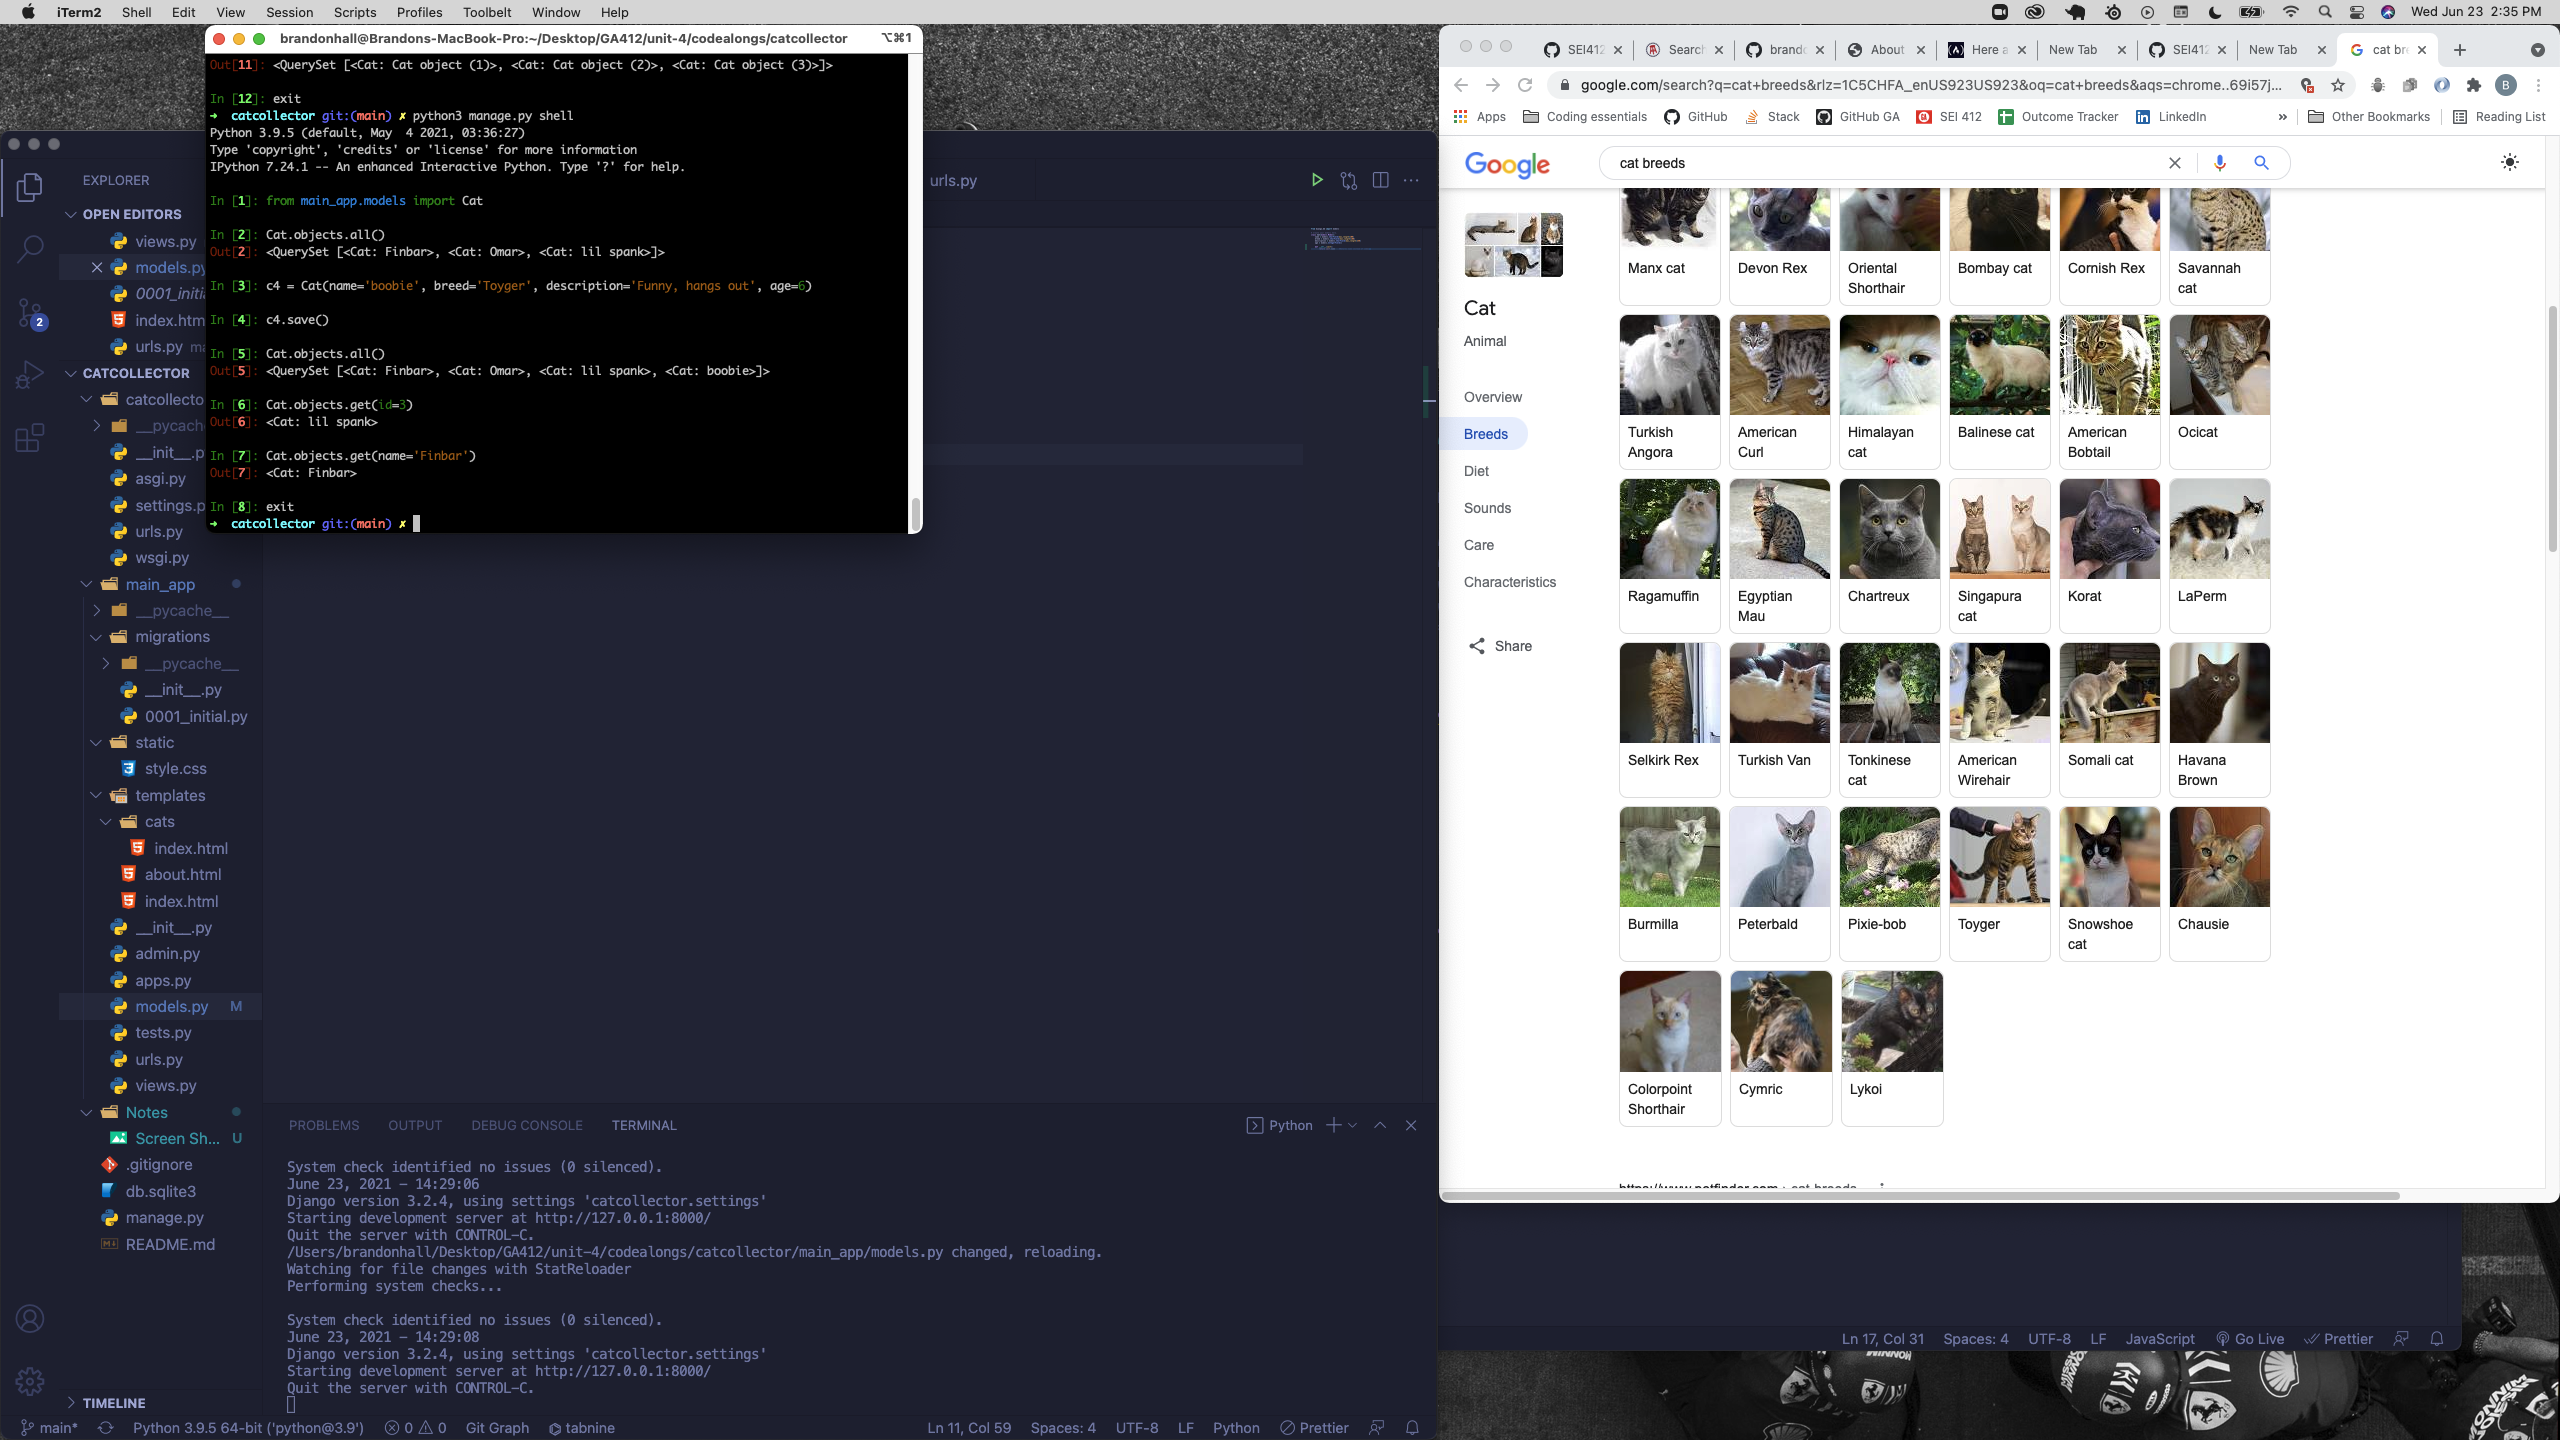 iTerm2 Shell Edit View Session Scripts Profiles Toolbelt Window Help
Wed Jun 23 2:35 PM
brandonhall@Brandons-MacBook-Pro:~/Desktop/GA412/unit-4/codealongs/catcollector ⌥⌘1
Out[11]: <QuerySet [<Cat: Cat object (1)>, <Cat: Cat object (2)>, <Cat: Cat object (3)>]>
In [12]: exit
➜ catcollector git:(main) ✗ python3 manage.py shell
Python 3.9.5 (default, May  4 2021, 03:36:27)
Type 'copyright', 'credits' or 'license' for more information
IPython 7.24.1 -- An enhanced Interactive Python. Type '?' for help.
In [1]: from main_app.models import Cat
In [2]: Cat.objects.all()
Out[2]: <QuerySet [<Cat: Finbar>, <Cat: Omar>, <Cat: lil spank>]>
In [3]: c4 = Cat(name='boobie', breed='Toyger', description='Funny, hangs out', age=6)
In [4]: c4.save()
In [5]: Cat.objects.all()
Out[5]: <QuerySet [<Cat: Finbar>, <Cat: Omar>, <Cat: lil spank>, <Cat: boobie>]>
In [6]: Cat.objects.get(id=3)
Out[6]: <Cat: lil spank>
In [7]: Cat.objects.get(name='Finbar')
Out[7]: <Cat: Finbar>
In [8]: exit
➜ catcollector git:(main) ✗
EXPLORER
OPEN EDITORS
views.py
models.py
0001_initi
index.htm
urls.py ma
2
CATCOLLECTOR
catcollecto
__pycach
__init__.p
asgi.py
settings.p
urls.py
wsgi.py
main_app
__pycache__
migrations
__pycache__
__init__.py
0001_initial.py
static
style.css
templates
cats
index.html
about.html
index.html
__init__.py
admin.py
apps.py
models.py M
tests.py
urls.py
views.py
Notes
Screen Sh... U
.gitignore
db.sqlite3
manage.py
README.md
TIMELINE
urls.py
PROBLEMS OUTPUT DEBUG CONSOLE TERMINAL
Python
System check identified no issues (0 silenced).
June 23, 2021 - 14:29:06
Django version 3.2.4, using settings 'catcollector.settings'
Starting development server at http://127.0.0.1:8000/
Quit the server with CONTROL-C.
/Users/brandonhall/Desktop/GA412/unit-4/codealongs/catcollector/main_app/models.py changed, reloading.
Watching for file changes with StatReloader
Performing system checks...
System check identified no issues (0 silenced).
June 23, 2021 - 14:29:08
Django version 3.2.4, using settings 'catcollector.settings'
Starting development server at http://127.0.0.1:8000/
Quit the server with CONTROL-C.
main* Python 3.9.5 64-bit ('python@3.9') 0 0 Git Graph tabnine Ln 11, Col 59 Spaces: 4 UTF-8 LF Python Prettier
SEI412 Search brand About Here a New Tab SEI412 New Tab cat bre
google.com/search?q=cat+breeds&rlz=1C5CHFA_enUS923US923&oq=cat+breeds&aqs=chrome..69i57j... B
Apps Coding essentials GitHub Stack GitHub GA SEI 412 Outcome Tracker LinkedIn » Other Bookmarks Reading List
Google cat breeds
Cat
Animal
Overview
Breeds
Diet
Sounds
Care
Characteristics
Share
Manx cat
Devon Rex
Oriental Shorthair
Bombay cat
Cornish Rex
Savannah cat
Turkish Angora
American Curl
Himalayan cat
Balinese cat
American Bobtail
Ocicat
Ragamuffin
Egyptian Mau
Chartreux
Singapura cat
Korat
LaPerm
Selkirk Rex
Turkish Van
Tonkinese cat
American Wirehair
Somali cat
Havana Brown
Burmilla
Peterbald
Pixie-bob
Toyger
Snowshoe cat
Chausie
Colorpoint Shorthair
Cymric
Lykoi
https://www.petfinder.com › cat-breeds
Ln 17, Col 31 Spaces: 4 UTF-8 LF JavaScript Go Live Prettier